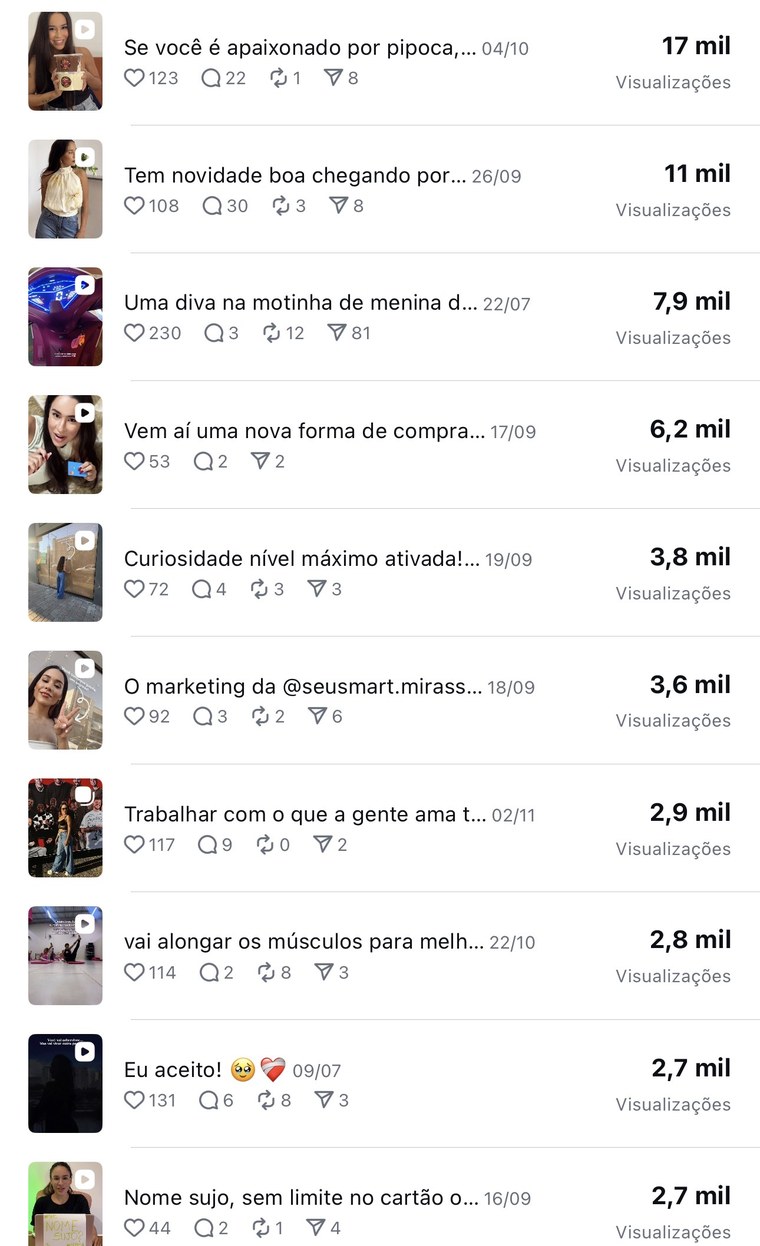 Se você é apaixonado por pipoca,... 04/10
17 mil
123 22 1 8
Visualizações
Tem novidade boa chegando por... 26/09
11 mil
108 30 3 8
Visualizações
Uma diva na motinha de menina d... 22/07
7,9 mil
230 3 12 81
Visualizações
Vem aí uma nova forma de compra... 17/09
6,2 mil
53 2 2
Visualizações
Curiosidade nível máximo ativada!... 19/09
3,8 mil
72 4 3 3
Visualizações
O marketing da @seusmart.mirass... 18/09
3,6 mil
92 3 2 6
Visualizações
Trabalhar com o que a gente ama t... 02/11
2,9 mil
117 9 0 2
Visualizações
vai alongar os músculos para melh... 22/10
2,8 mil
114 2 8 3
Visualizações
Eu aceito! 🥹❤️‍🩹 09/07
2,7 mil
131 6 8 3
Visualizações
Nome sujo, sem limite no cartão o... 16/09
2,7 mil
44 2 1 4
Visualizações
NOME